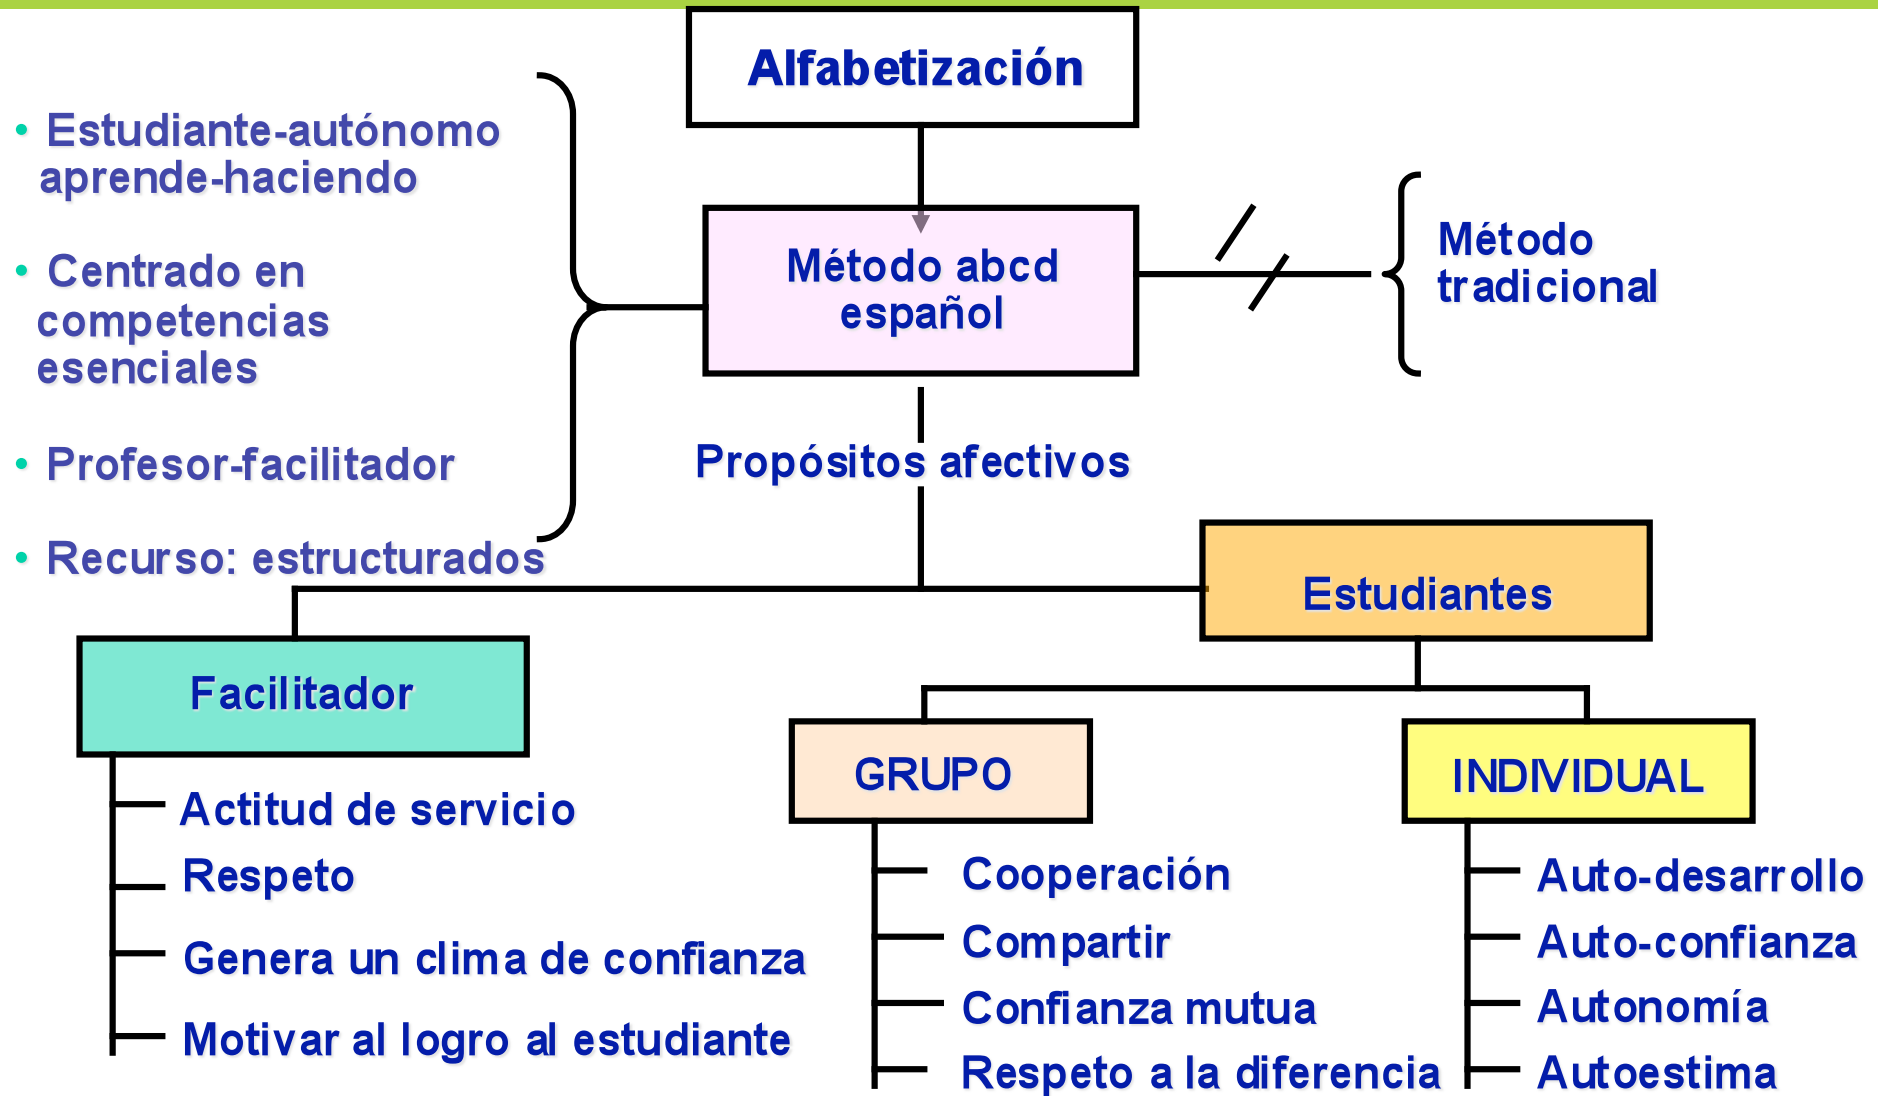 Alfabetización
• Estudiante-autónomo
aprende-haciendo
• Centrado en
competencias
esenciales
• Profesor-facilitador
• Recurso: estructurados
Método abcd
español
Método
tradicional
Propósitos afectivos
Estudiantes
Facilitador
Actitud de servicio
Respeto
Genera un clima de confianza
Motivar al logro al estudiante
GRUPO
Cooperación
Compartir
Confianza mutua
Respeto a la diferencia
INDIVIDUAL
Auto-desarrollo
Auto-confianza
Autonomía
Autoestima